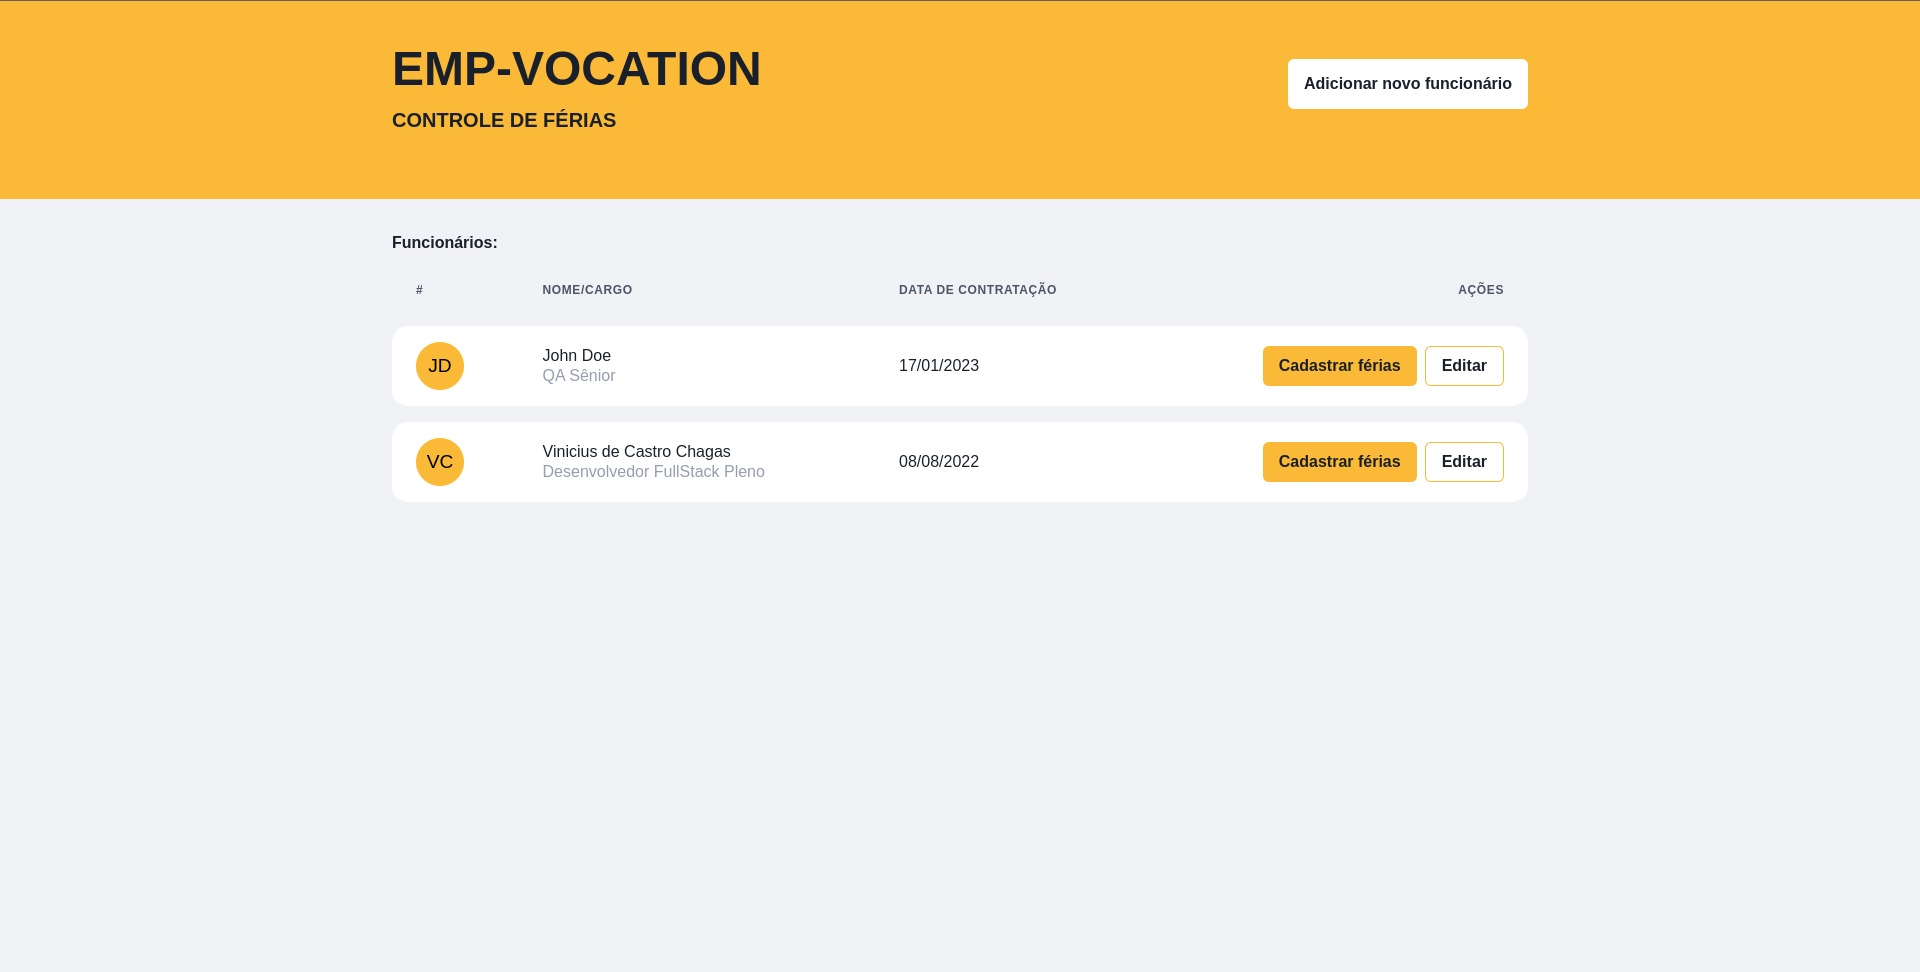 EMP-VOCATION
CONTROLE DE FÉRIAS
Adicionar novo funcionário
Funcionários:
# NOME/CARGO DATA DE CONTRATAÇÃO AÇÕES
JD John Doe 17/01/2023 Cadastrar férias Editar
QA Sênior
VC Vinicius de Castro Chagas 08/08/2022 Cadastrar férias Editar
Desenvolvedor FullStack Pleno